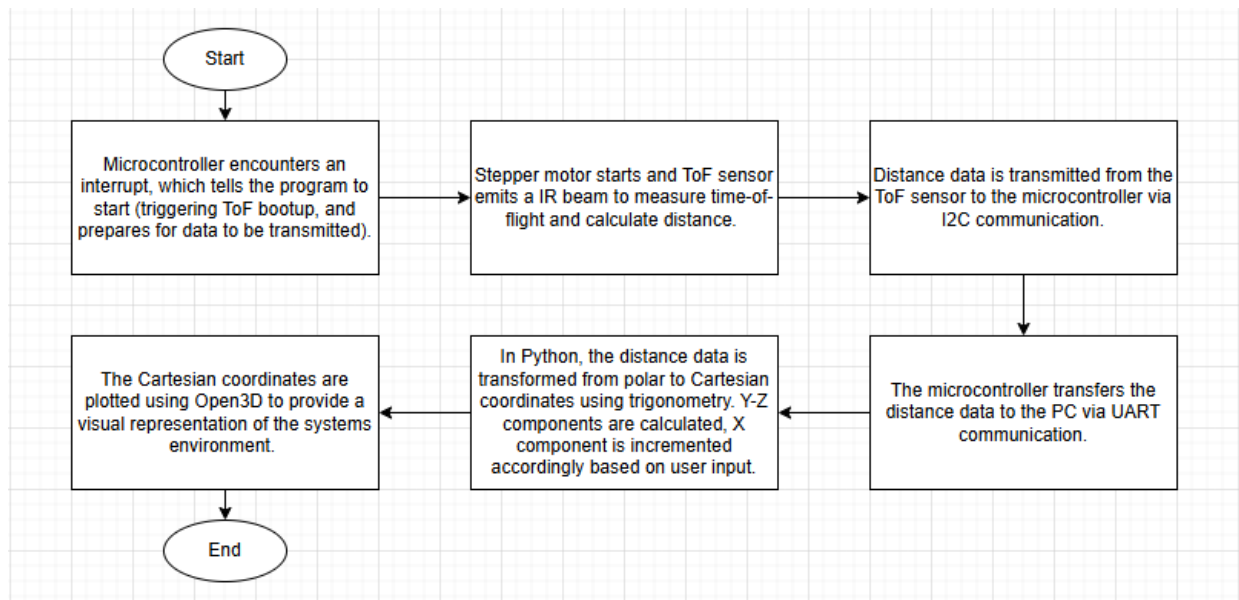 Start
Microcontroller encounters an
interrupt, which tells the program to
start (triggering ToF bootup, and
prepares for data to be transmitted).
Stepper motor starts and ToF sensor
emits a IR beam to measure time-of-
flight and calculate distance.
Distance data is transmitted from the
ToF sensor to the microcontroller via
I2C communication.
The microcontroller transfers the
distance data to the PC via UART
communication.
In Python, the distance data is
transformed from polar to Cartesian
coordinates using trigonometry. Y-Z
components are calculated, X
component is incremented
accordingly based on user input.
The Cartesian coordinates are
plotted using Open3D to provide a
visual representation of the systems
environment.
End